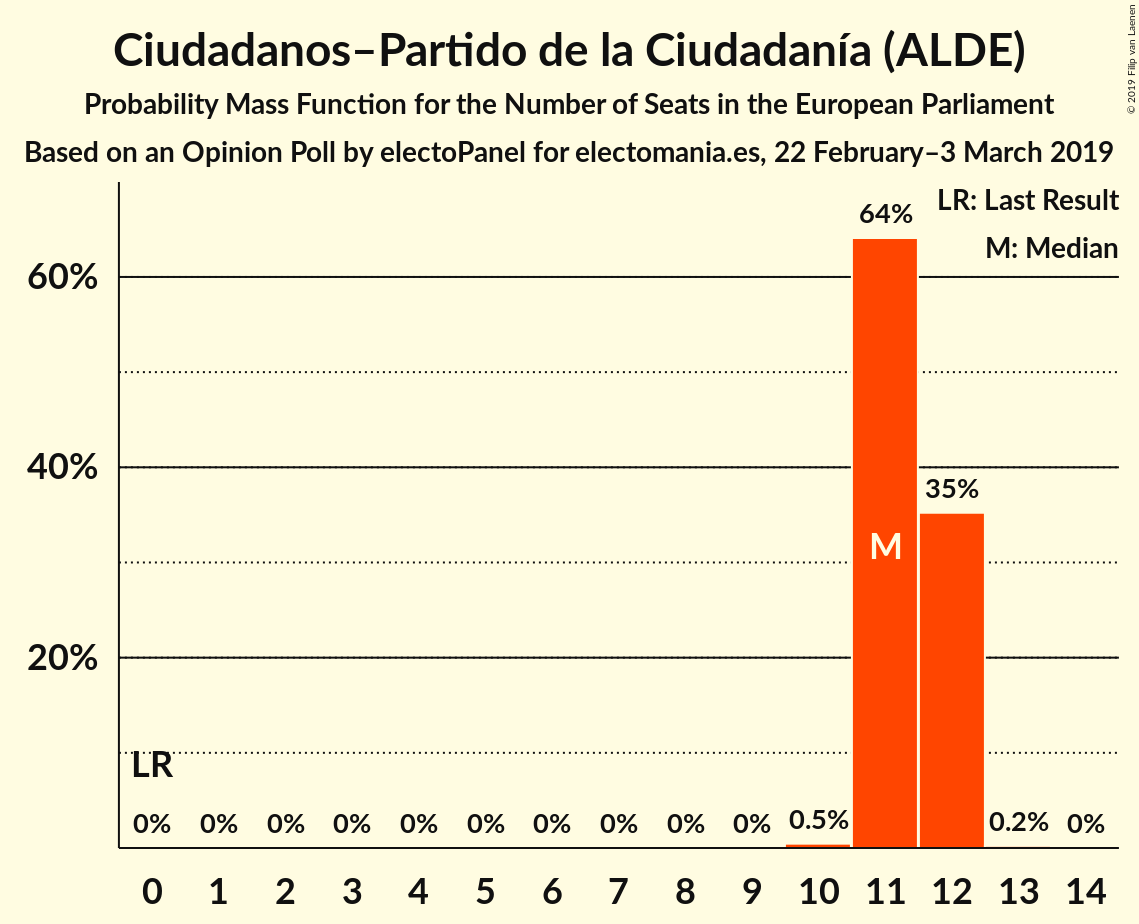 Ciudadanos–Partido de la Ciudadanía (ALDE)
Probability Mass Function for the Number of Seats in the European Parliament
Based on an Opinion Poll by electoPanel for electomania.es, 22 February–3 March 2019
© 2019 Filip van Laenen
LR: Last Result
M: Median
60%
40%
20%
64%
35%
M
LR
0% 0% 0% 0% 0% 0% 0% 0% 0% 0% 0.5% 0.2% 0%
0 1 2 3 4 5 6 7 8 9 10 11 12 13 14